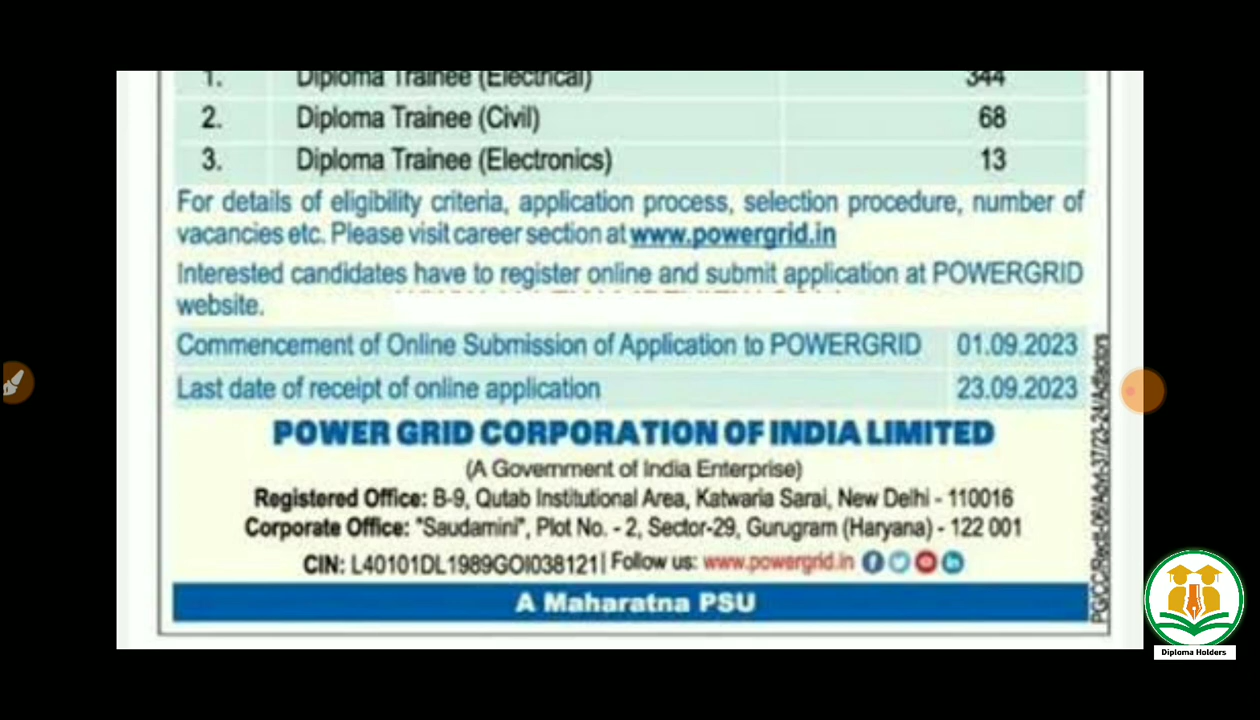 1. Diploma Trainee (Electrical) 344
2. Diploma Trainee (Civil) 68
3. Diploma Trainee (Electronics) 13
For details of eligibility criteria, application process, selection procedure, number of
vacancies etc. Please visit career section at www.powergrid.in
Interested candidates have to register online and submit application at POWERGRID
website.
Commencement of Online Submission of Application to POWERGRID 01.09.2023
Last date of receipt of online application 23.09.2023
POWER GRID CORPORATION OF INDIA LIMITED
(A Government of India Enterprise)
Registered Office: B-9, Qutab Institutional Area, Katwaria Sarai, New Delhi - 110016
Corporate Office: "Saudamini", Plot No. - 2, Sector-29, Gurugram (Haryana) - 122 001
CIN: L40101DL1989GOI038121| Follow us: www.powergrid.in
A Maharatna PSU
Diploma Holders